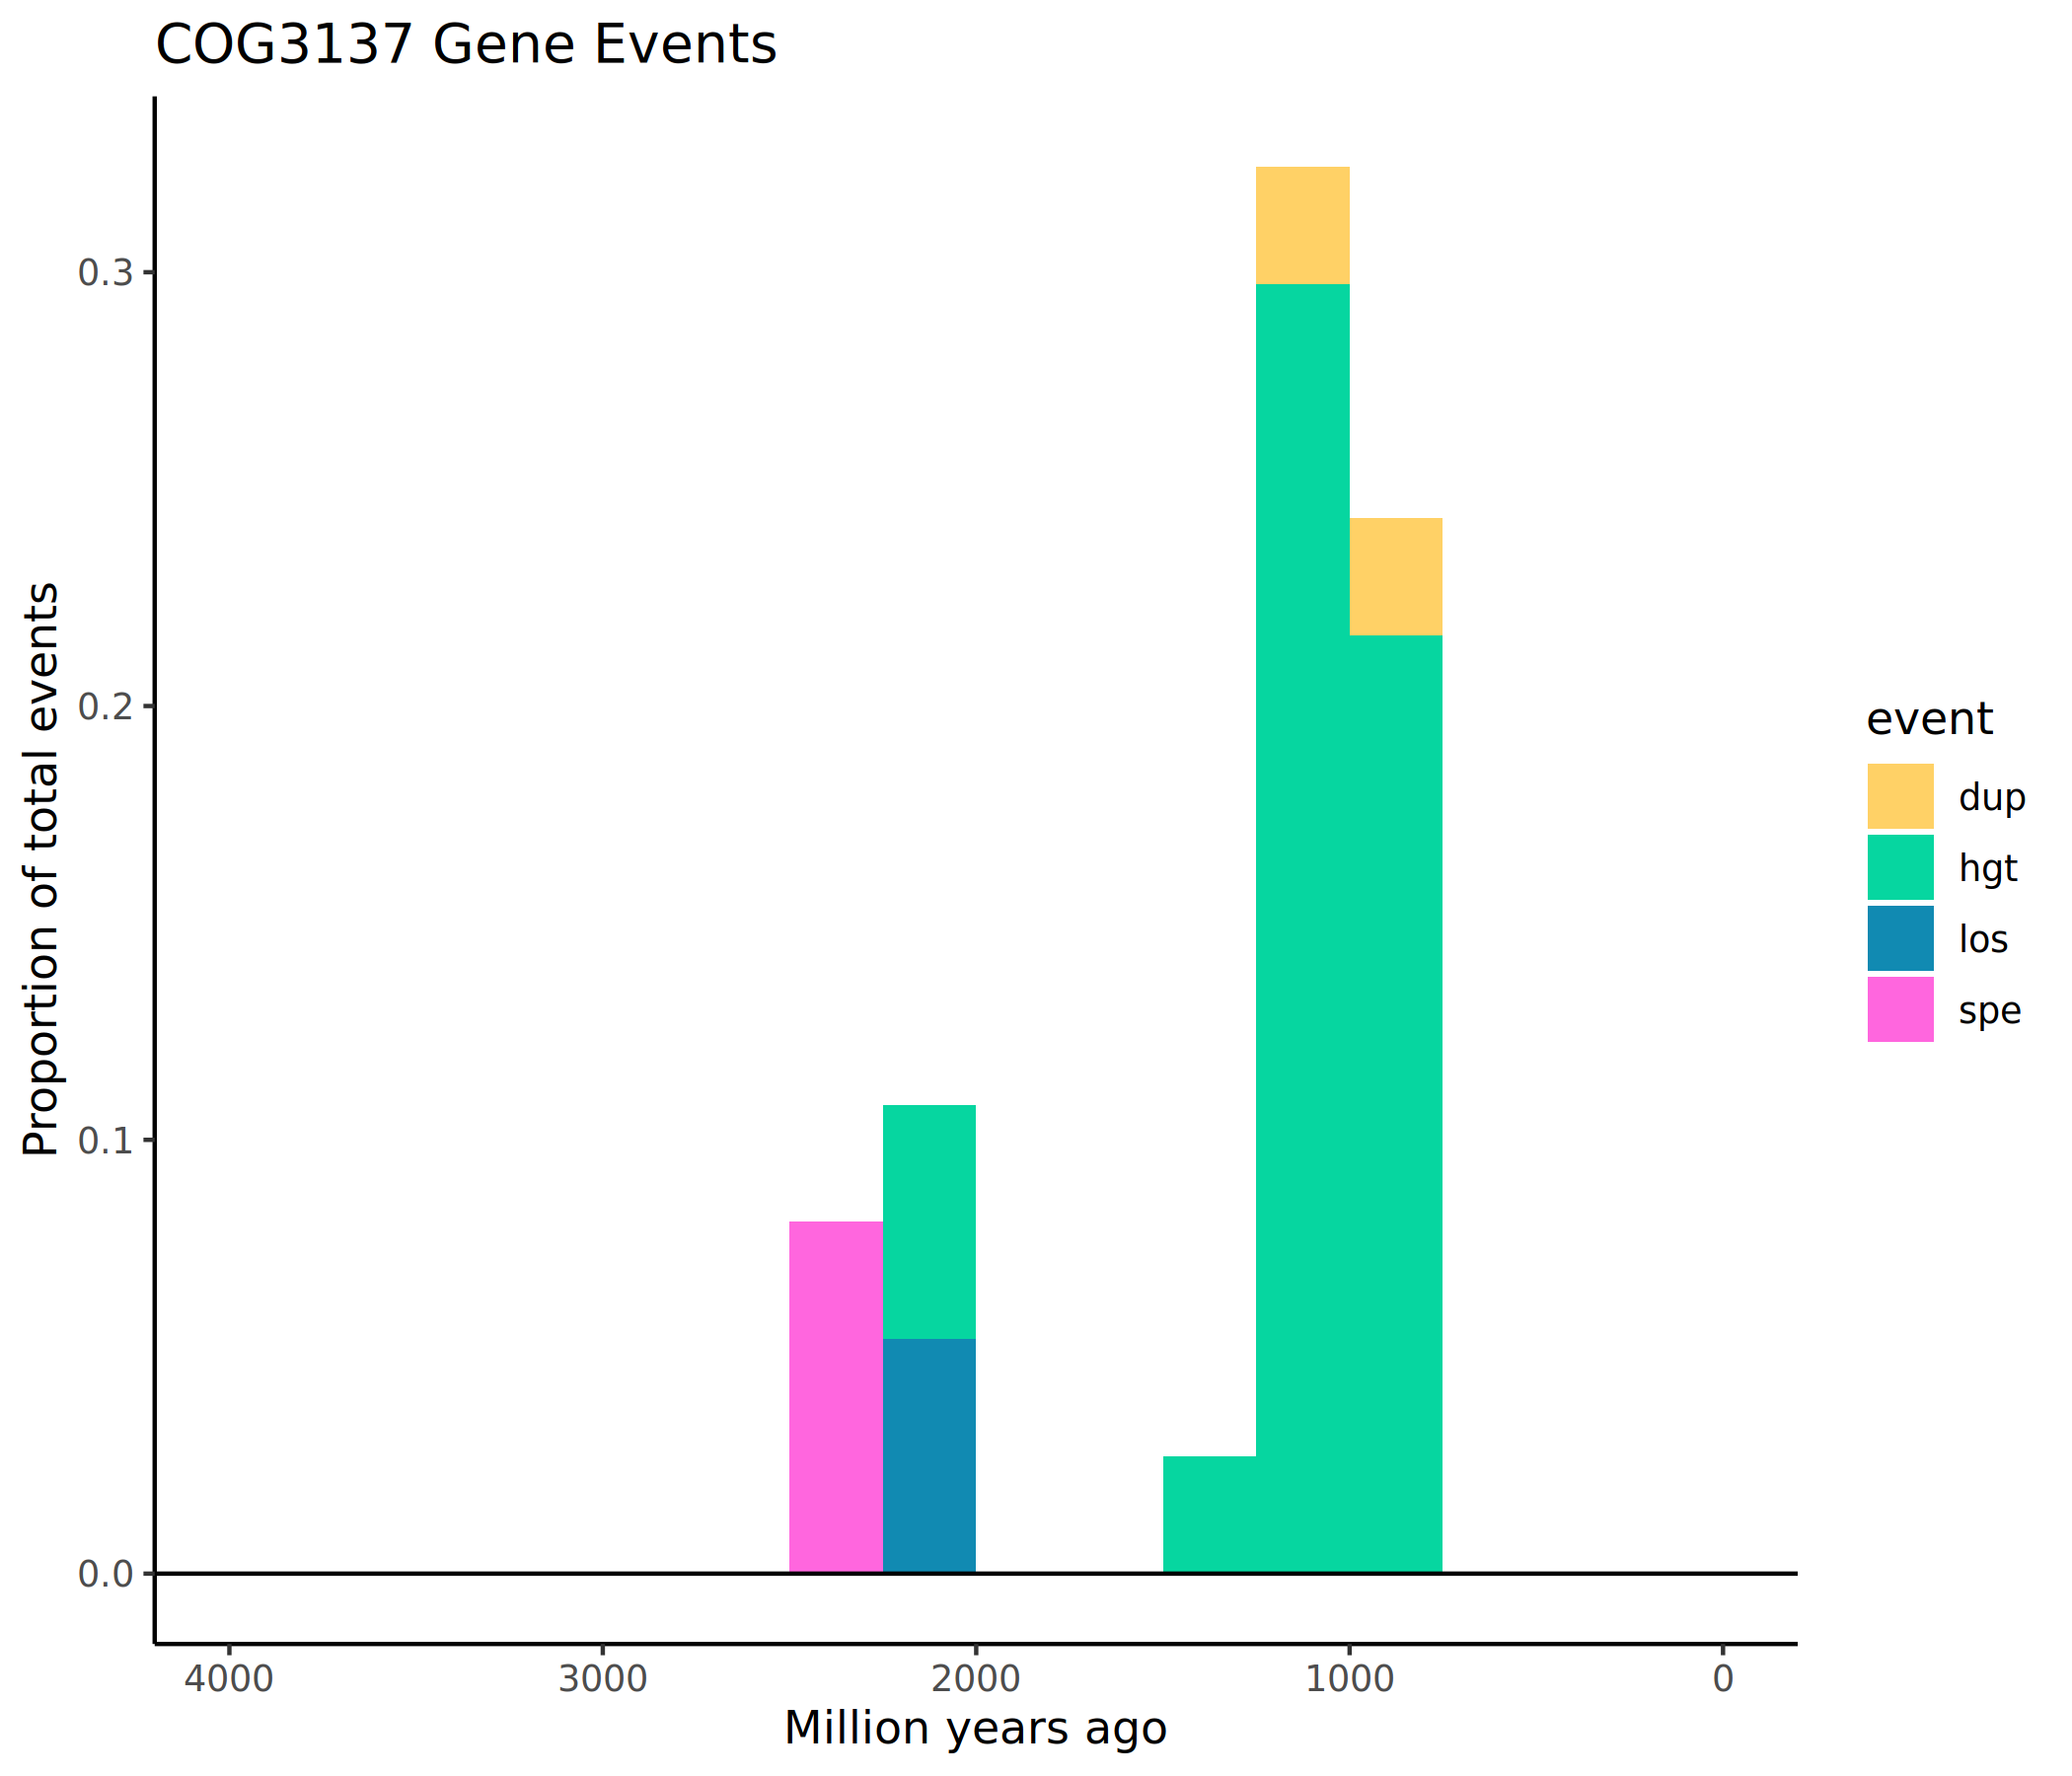 COG3137 Gene Events
Proportion of total events
0.3
0.2
0.1
0.0
4000 3000 2000 1000 0
Million years ago
event
dup
hgt
los
spe